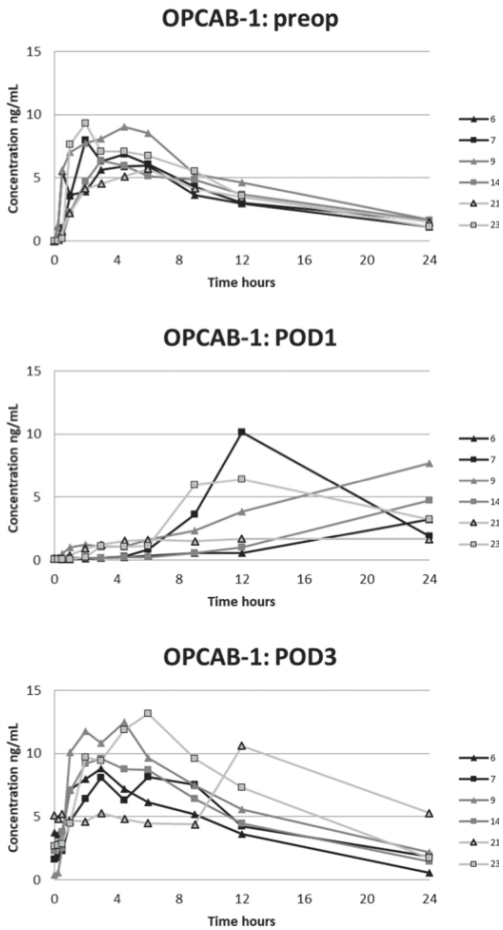 OPCAB-1: preop
15
10
5
0
Concentration ng/mL
0 4 8 12 16 20 24
Time hours
6
7
9
14
21
23
OPCAB-1: POD1
15
10
5
0
Concentration ng/mL
0 4 8 12 16 20 24
Time hours
6
7
9
14
21
23
OPCAB-1: POD3
15
10
5
0
Concentration ng/mL
0 4 8 12 16 20 24
Time hours
6
7
9
14
21
23